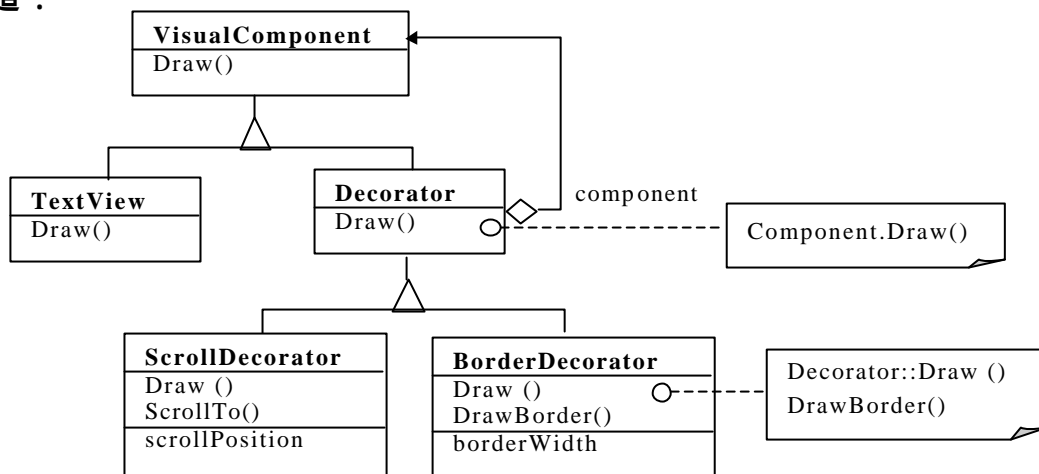 造：
VisualComponent
Draw()
TextView
Draw()
Decorator
Draw()
component
Component.Draw()
ScrollDecorator
Draw ()
ScrollTo()
scrollPosition
BorderDecorator
Draw ()
DrawBorder()
borderWidth
Decorator::Draw ()
DrawBorder()